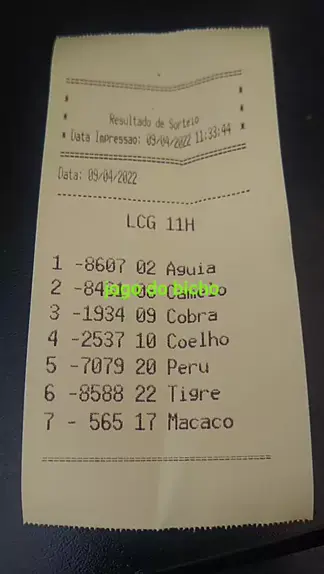 Resultado de Sorteio
* Data Impressao: 09/04/2022 11:33:44 *
Data: 09/04/2022
LCG 11H
1 -8607 02 Aguia
2 Camelo
jogo do bicho
3 -1934 09 Cobra
4 -2537 10 Coelho
5 -7079 20 Peru
6 -8588 22 Tigre
7 - 565 17 Macaco